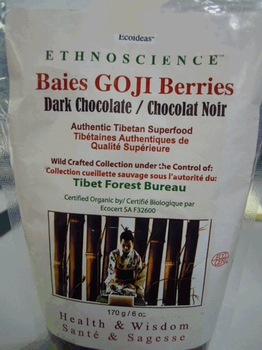 Ecoideas™
ETHNOSCIENCE™
Baies GOJI Berries
Dark Chocolate / Chocolat Noir
Authentic Tibetan Superfood
Tibétaines Authentiques de
Qualité Supérieure
Wild Crafted Collection under the Control of:
Collection cueillette sauvage sous l'autorité du:
Tibet Forest Bureau
Certified Organic by/ Certifié Biologique par
Ecocert SA F32600
170 g / 6 oz.
Health & Wisdom
Santé & Sagesse